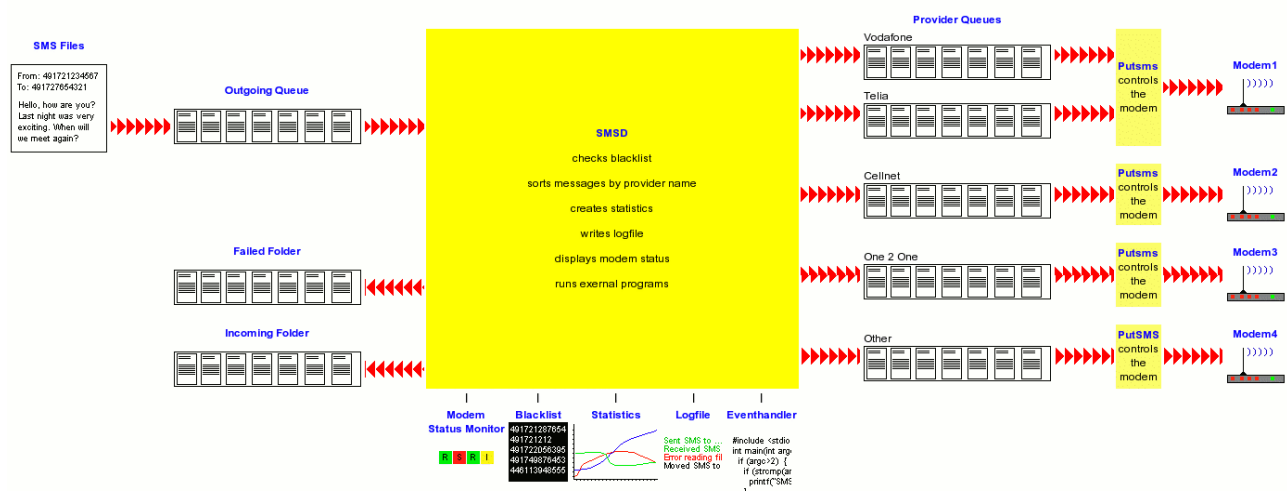 SMS Files
From: 491721234567
To: 491727654321
Hello, how are you?
Last night was very
exciting. When will
we meet again?
Outgoing Queue
Failed Folder
Incoming Folder
SMSD
checks blacklist
sorts messages by provider name
creates statistics
writes logfile
displays modem status
runs exernal programs
Provider Queues
Vodafone
Telia
Cellnet
One 2 One
Other
Putsms
controls
the
modem
Putsms
controls
the
modem
Putsms
controls
the
modem
PutSMS
controls
the
modem
Modem1
Modem2
Modem3
Modem4
Modem
Status Monitor
R S R I
Blacklist
491721287654
491721212
491722056395
491749876453
446113948555
Statistics
Logfile
Sent SMS to ...
Received SMS
Error reading fil
Moved SMS to
Eventhandler
#include <stdio
int main(int arg
if (argc>2) {
if (strcmp(ar
printf("SMS